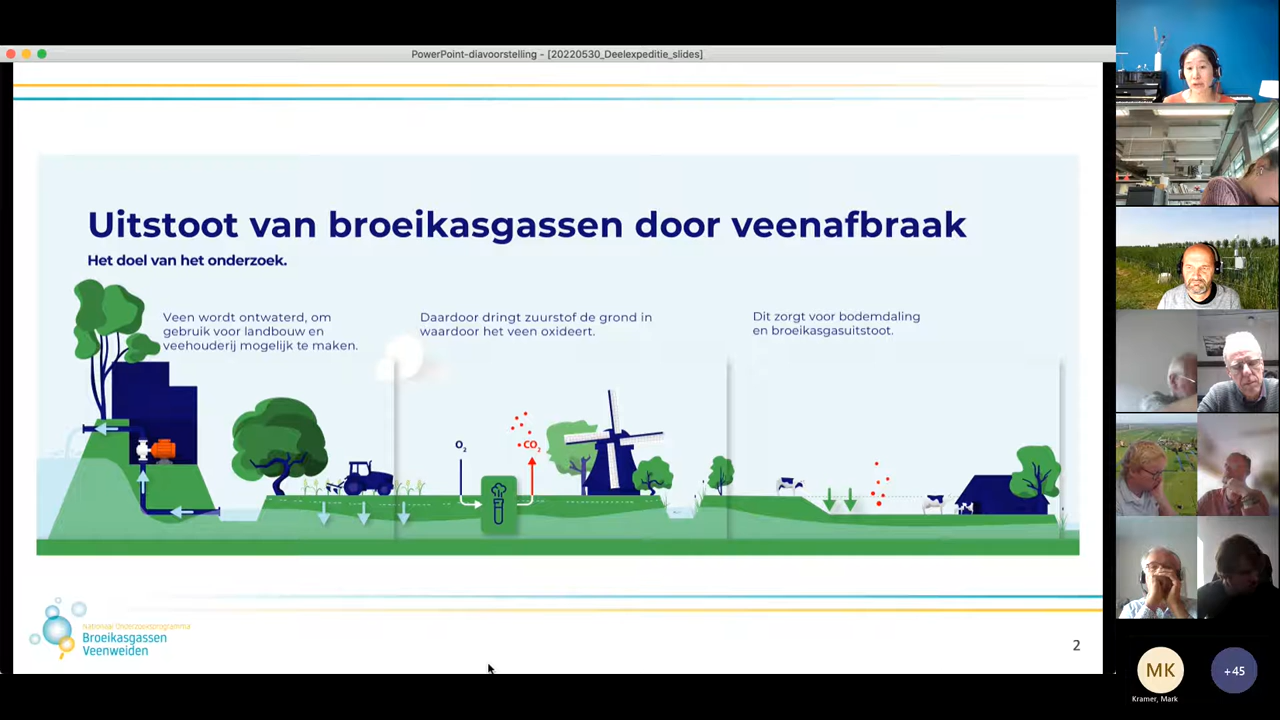 PowerPoint-diavoorstelling - [20220530_Deelexpeditie_slides]
Uitstoot van broeikasgassen door veenafbraak
Het doel van het onderzoek.
Veen wordt ontwaterd, om
gebruik voor landbouw en
veehouderij mogelijk te maken.
Daardoor dringt zuurstof de grond in
waardoor het veen oxideert.
Dit zorgt voor bodemdaling
en broeikasgasuitstoot.
O₂
CO₂
Nationaal Onderzoeksprogramma
Broeikasgassen
Veenweiden
2
MK
Kramer, Mark
+45